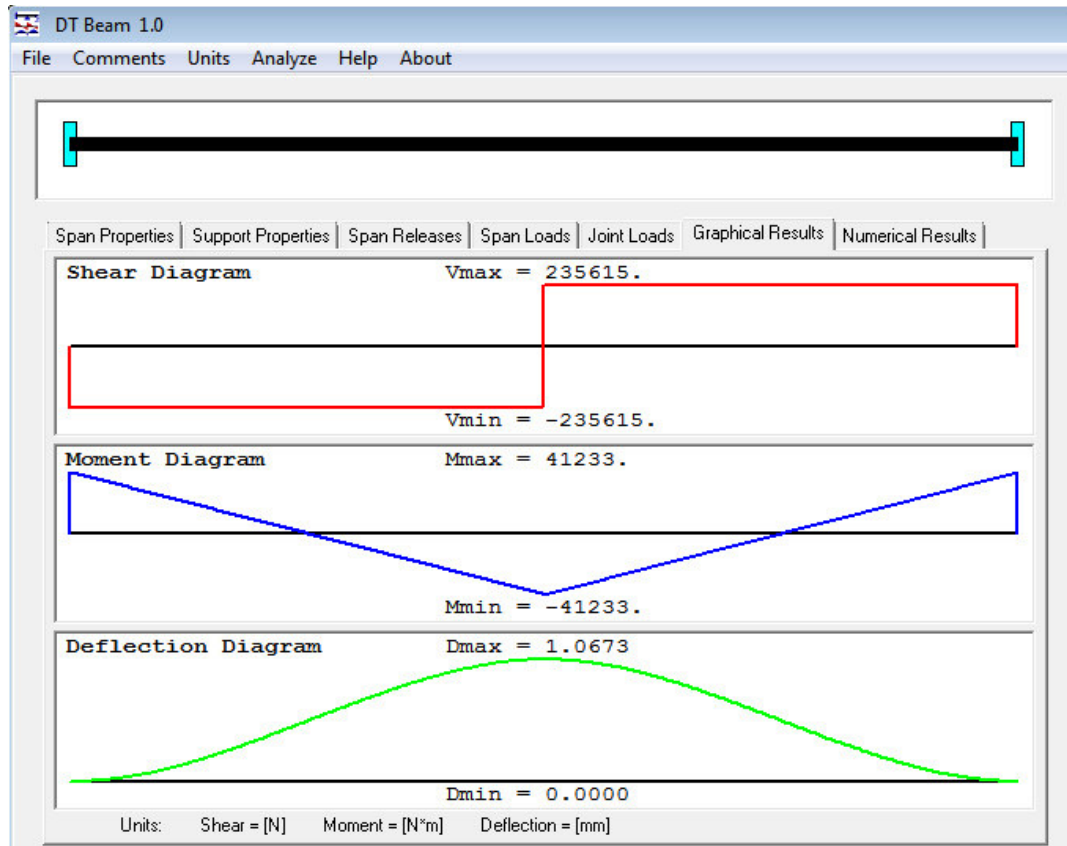 DT Beam 1.0
File Comments Units Analyze Help About
Span Properties Support Properties Span Releases Span Loads Joint Loads Graphical Results Numerical Results
Shear Diagram Vmax = 235615.
Vmin = -235615.
Moment Diagram Mmax = 41233.
Mmin = -41233.
Deflection Diagram Dmax = 1.0673
Dmin = 0.0000
Units: Shear = [N] Moment = [N*m] Deflection = [mm]